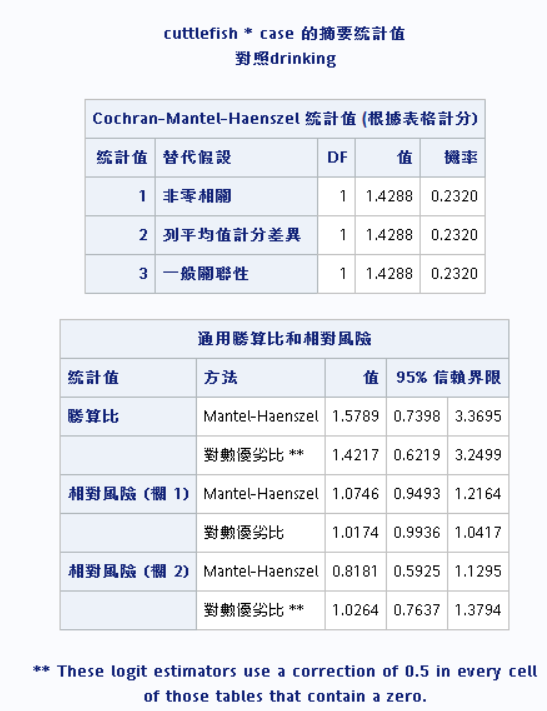 cuttlefish * case 的摘要統計值
對照drinking
Cochran-Mantel-Haenszel 統計值 (根據表格計分)
統計值 替代假設 DF 值 機率
1 非零相關 1 1.4288 0.2320
2 列平均值計分差異 1 1.4288 0.2320
3 一般關聯性 1 1.4288 0.2320
通用勝算比和相對風險
統計值 方法 值 95% 信賴界限
勝算比 Mantel-Haenszel 1.5789 0.7398 3.3695
對數優劣比 ** 1.4217 0.6219 3.2499
相對風險 (欄 1) Mantel-Haenszel 1.0746 0.9493 1.2164
對數優劣比 1.0174 0.9936 1.0417
相對風險 (欄 2) Mantel-Haenszel 0.8181 0.5925 1.1295
對數優劣比 ** 1.0264 0.7637 1.3794
** These logit estimators use a correction of 0.5 in every cell
of those tables that contain a zero.